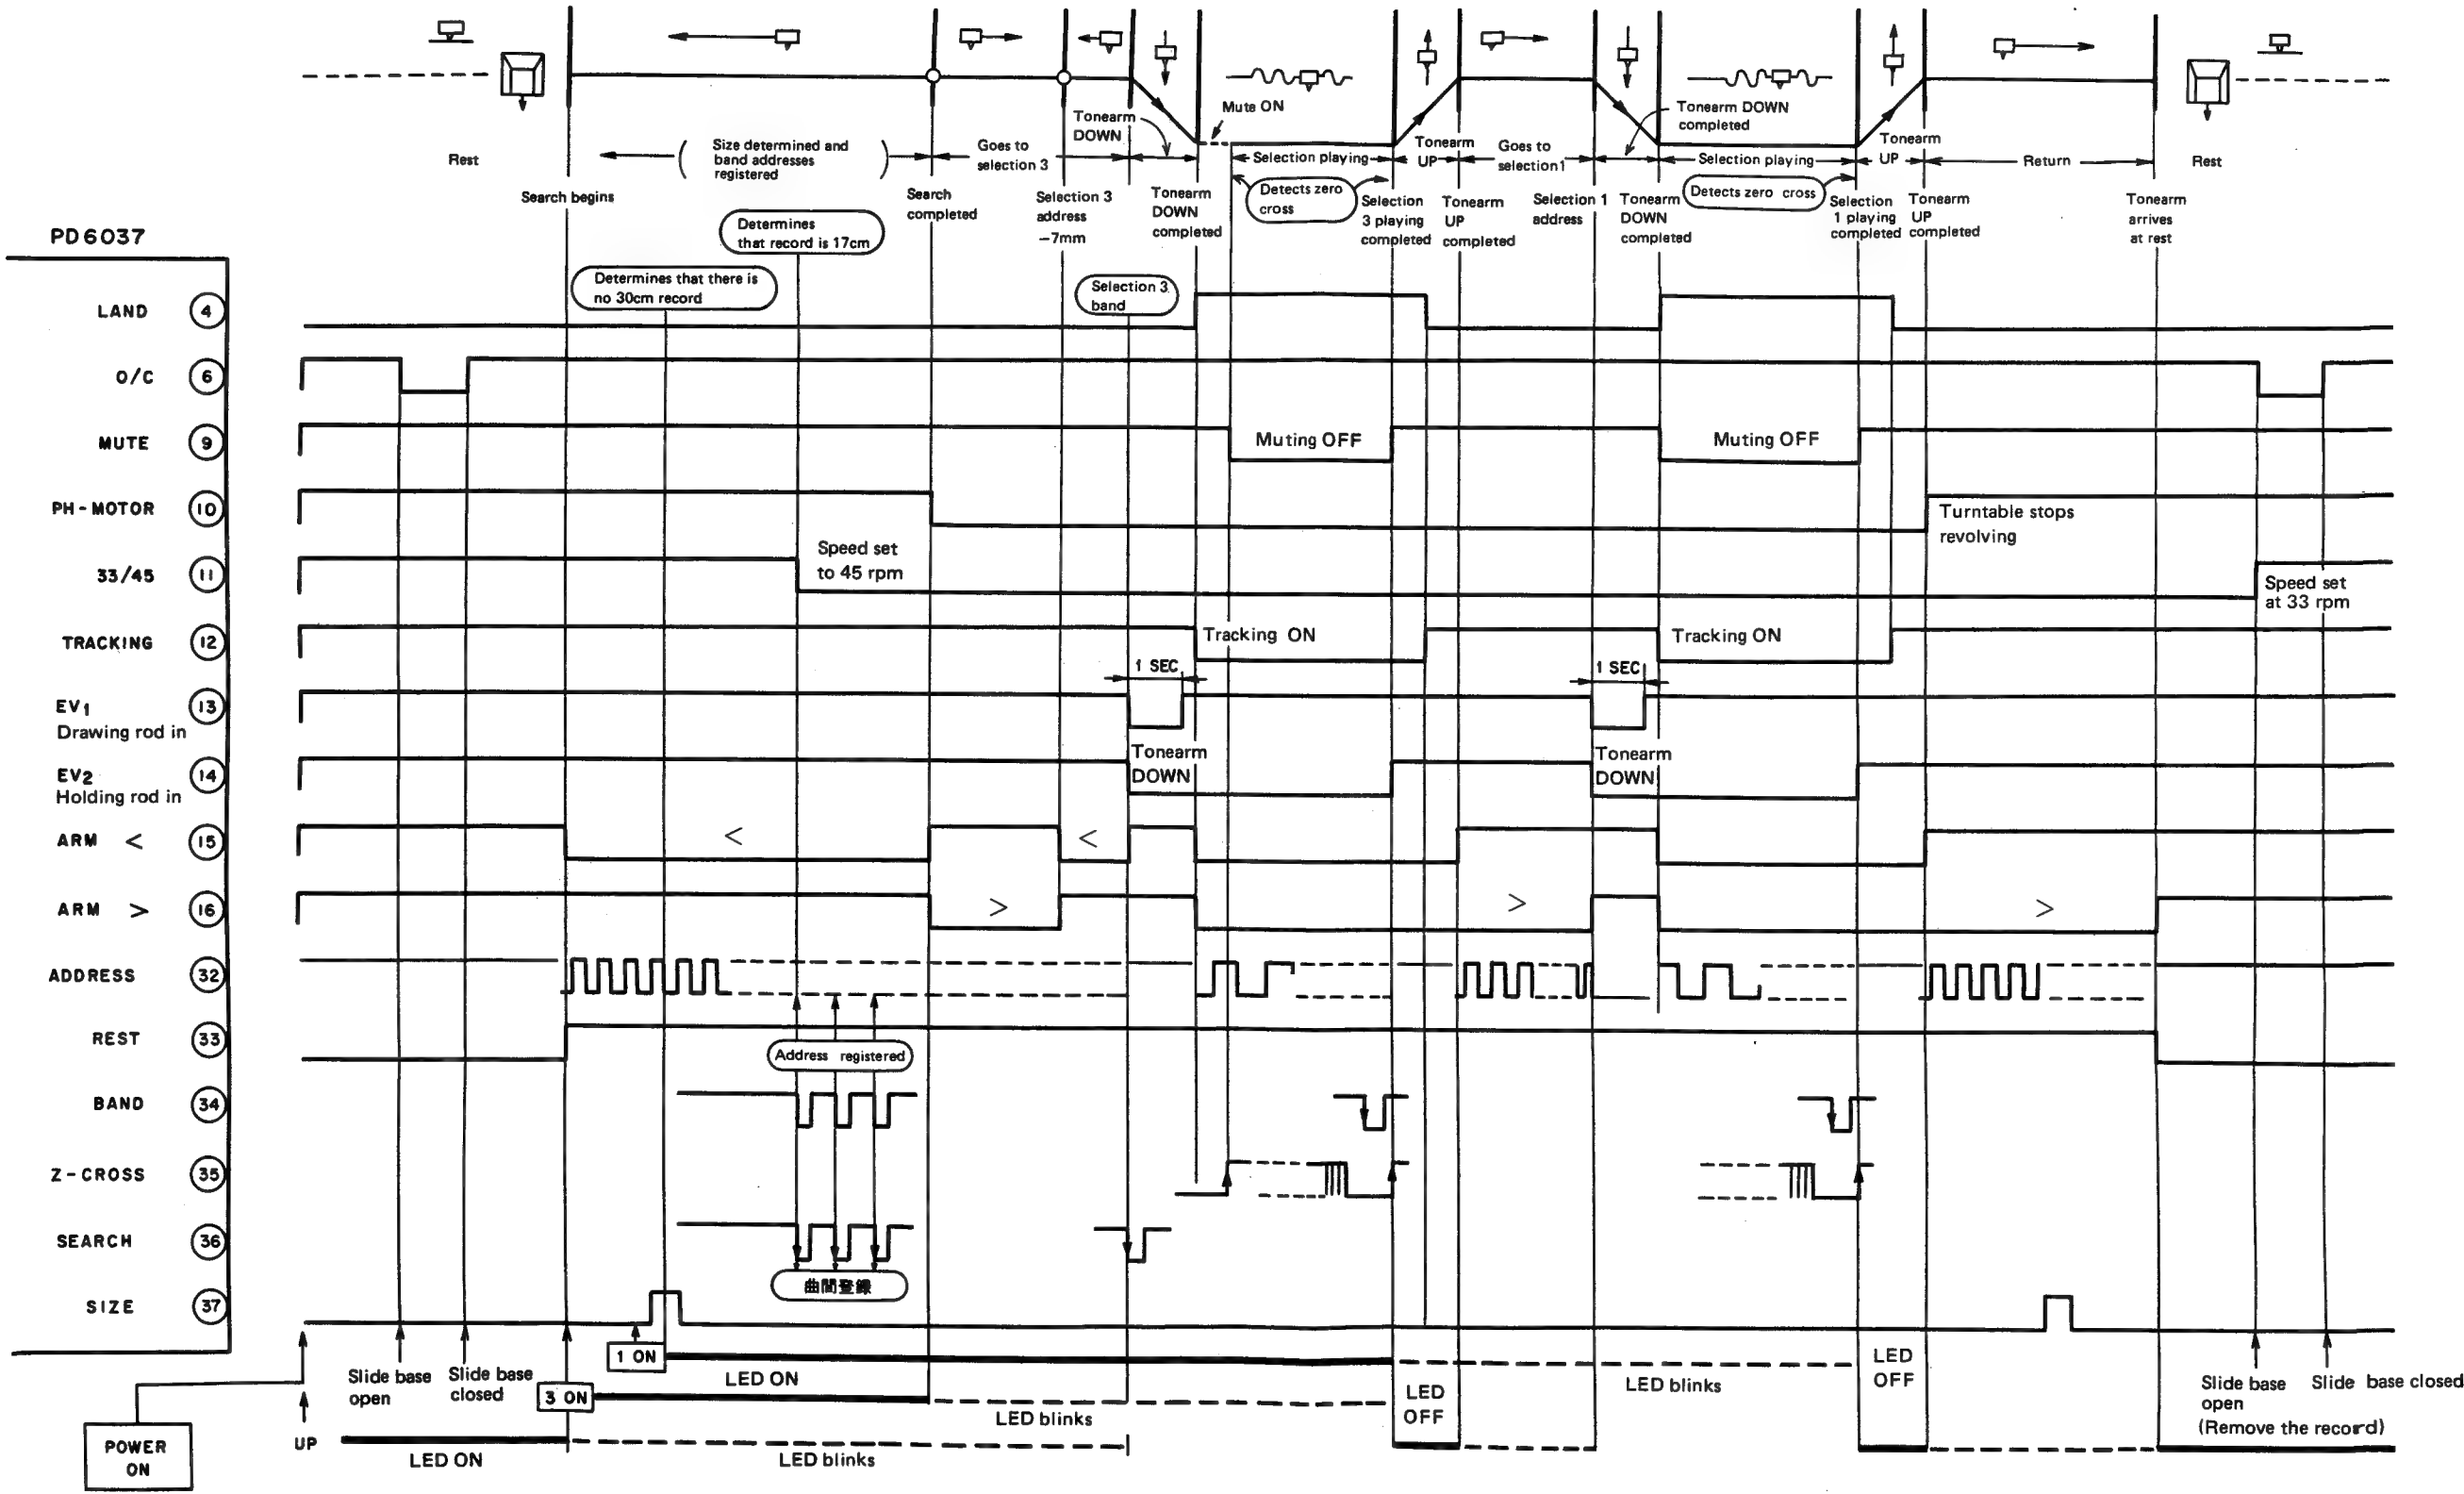 Mute ON
Tonearm
DOWN
Tonearm DOWN
completed
Rest
Size determined and
band addresses
registered
Goes to
selection 3
Selection playing
Tonearm
UP
Goes to
selection1
Selection playing
Tonearm
UP
Return
Rest
Search begins
Search
completed
Selection 3
address
−7mm
Tonearm
DOWN
completed
Detects zero
cross
Selection
3 playing
completed
Tonearm
UP
completed
Selection 1
address
Tonearm
DOWN
completed
Detects zero cross
Selection
1 playing
completed
Tonearm
UP
completed
Tonearm
arrives
at rest
Determines
that record is 17cm
Determines that there is
no 30cm record
Selection 3
band
PD6037
LAND 4
O/C 6
MUTE 9
Muting OFF
Muting OFF
PH-MOTOR 10
Turntable stops
revolving
33/45 11
Speed set
to 45 rpm
Speed set
at 33 rpm
TRACKING 12
Tracking ON
Tracking ON
1 SEC
1 SEC
EV1 13
Drawing rod in
EV2 14
Holding rod in
Tonearm
DOWN
Tonearm
DOWN
ARM < 15
< <
ARM > 16
> > >
ADDRESS 32
REST 33
Address registered
BAND 34
Z-CROSS 35
SEARCH 36
曲間登録
SIZE 37
1 ON
LED ON
3 ON
LED blinks
LED blinks
LED
OFF
LED
OFF
Slide base
open
Slide base
closed
Slide base
open
(Remove the record)
Slide base closed
POWER
ON
UP
LED ON
LED blinks